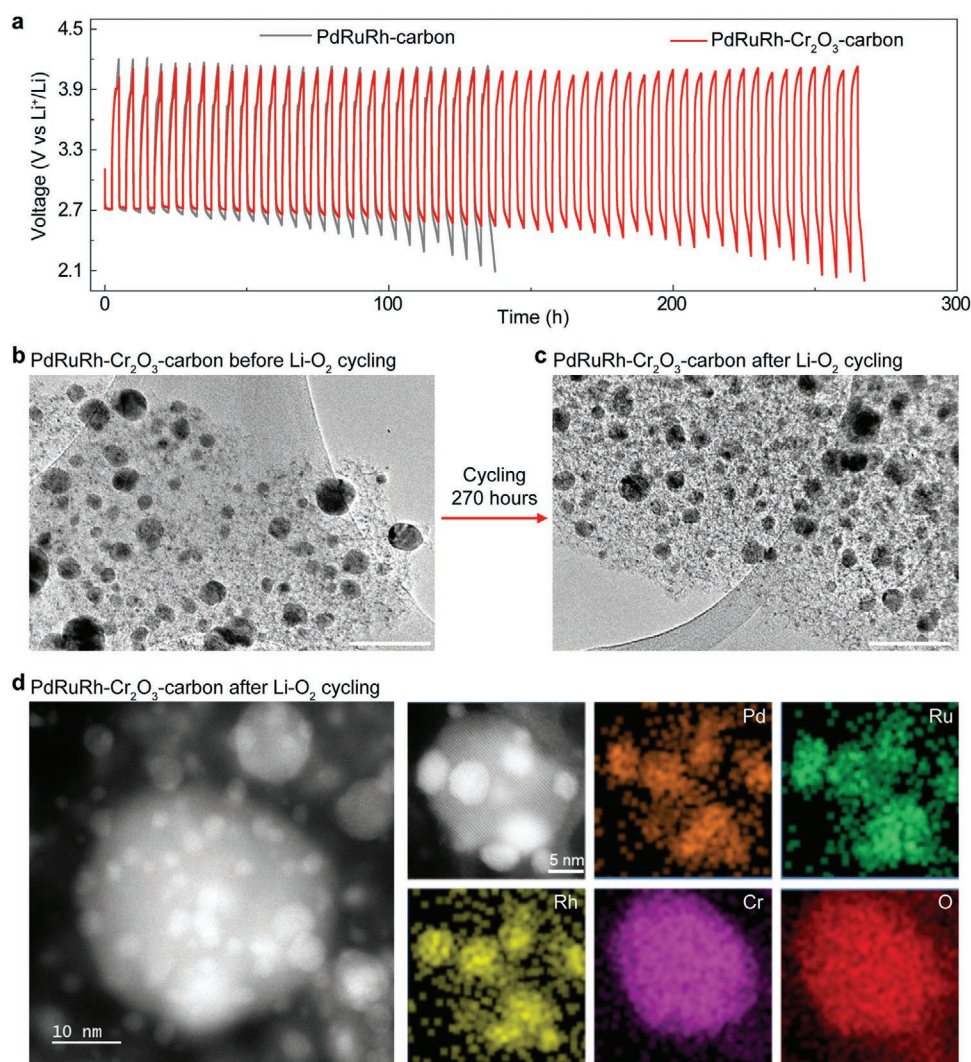 a
4.5
3.9
3.3
2.7
2.1
Voltage (V vs Li⁺/Li)
PdRuRh-carbon
PdRuRh-Cr₂O₃-carbon
0
100
200
300
Time (h)
b PdRuRh-Cr₂O₃-carbon before Li-O₂ cycling
Cycling
270 hours
c PdRuRh-Cr₂O₃-carbon after Li-O₂ cycling
d PdRuRh-Cr₂O₃-carbon after Li-O₂ cycling
10 nm
5 nm
Pd
Ru
Rh
Cr
O